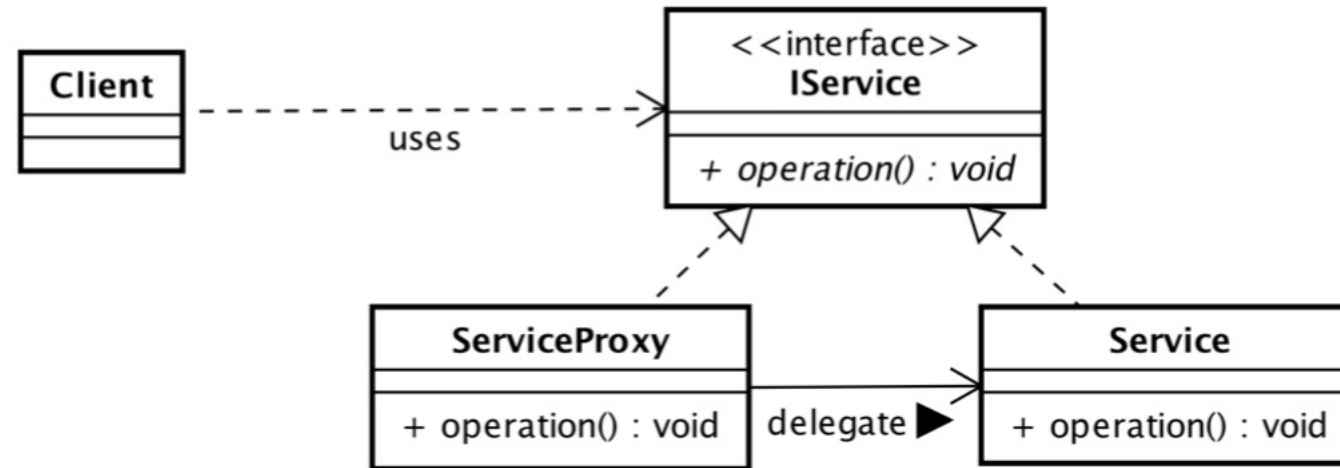 Client
uses
<<interface>>
IService
+ operation() : void
ServiceProxy
+ operation() : void
delegate ▶
Service
+ operation() : void